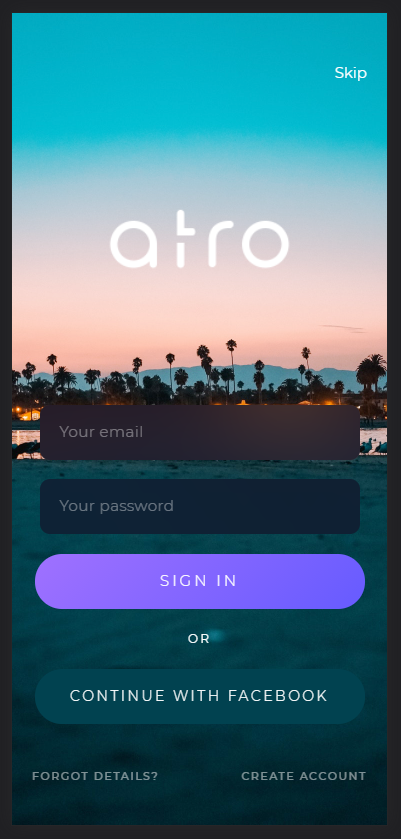 Skip
atro
Your email
Your password
SIGN IN
OR
CONTINUE WITH FACEBOOK
FORGOT DETAILS?
CREATE ACCOUNT